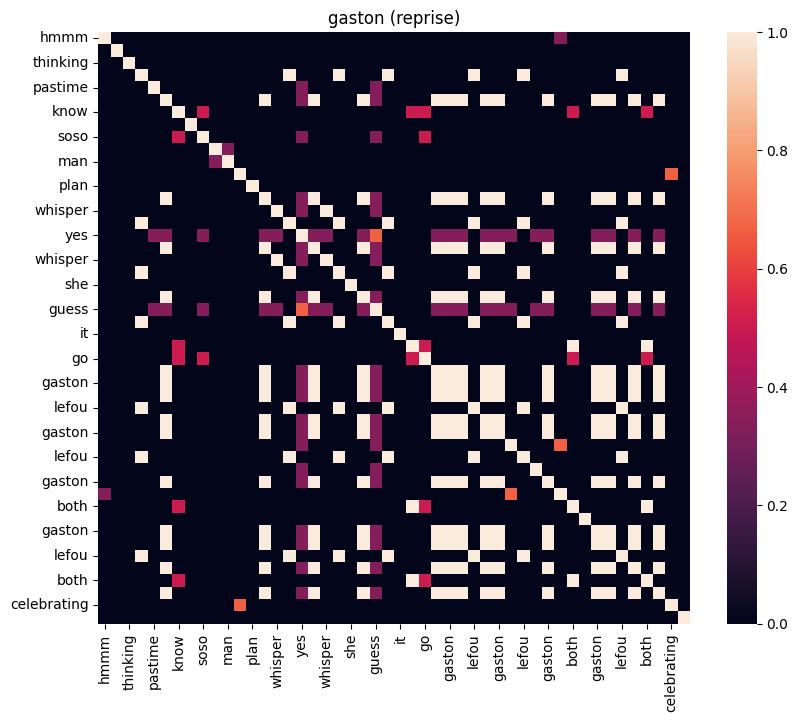 gaston (reprise)
hmmm
thinking
pastime
know
soso
man
plan
whisper
yes
whisper
she
guess
it
go
gaston
lefou
gaston
lefou
gaston
both
gaston
lefou
both
celebrating
1.0
0.8
0.6
0.4
0.2
0.0
hmmm
thinking
pastime
know
soso
man
plan
whisper
yes
whisper
she
guess
it
go
gaston
lefou
gaston
lefou
gaston
both
gaston
lefou
both
celebrating